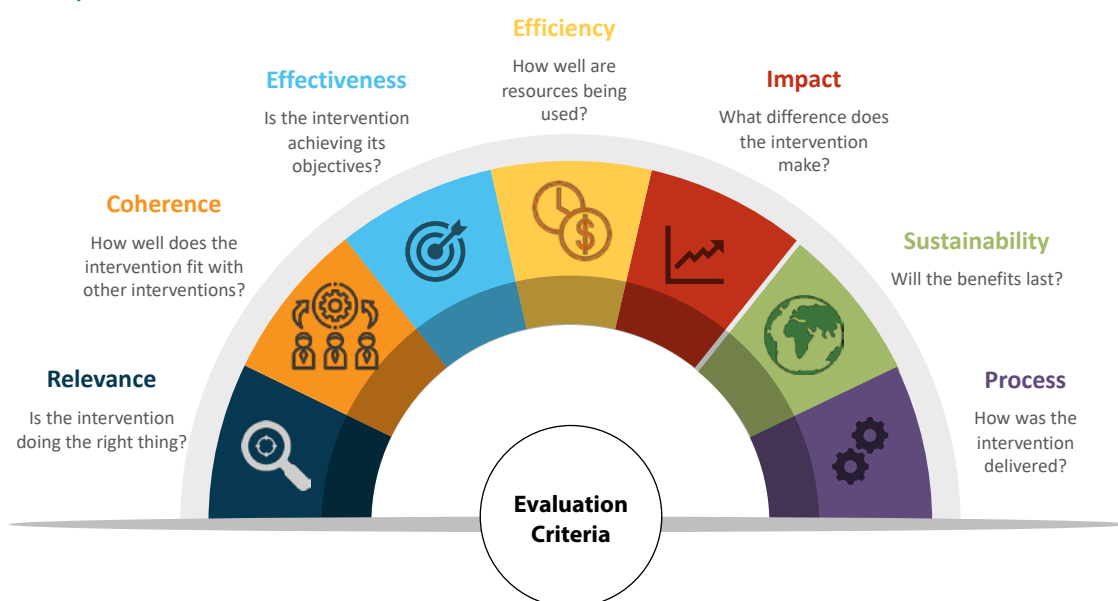 Relevance
Is the intervention
doing the right thing?
Coherence
How well does the
intervention fit with
other interventions?
Effectiveness
Is the intervention
achieving its
objectives?
Efficiency
How well are
resources being
used?
$
Impact
What difference does
the intervention
make?
Sustainability
Will the benefits last?
Process
How was the
intervention
delivered?
Evaluation
Criteria